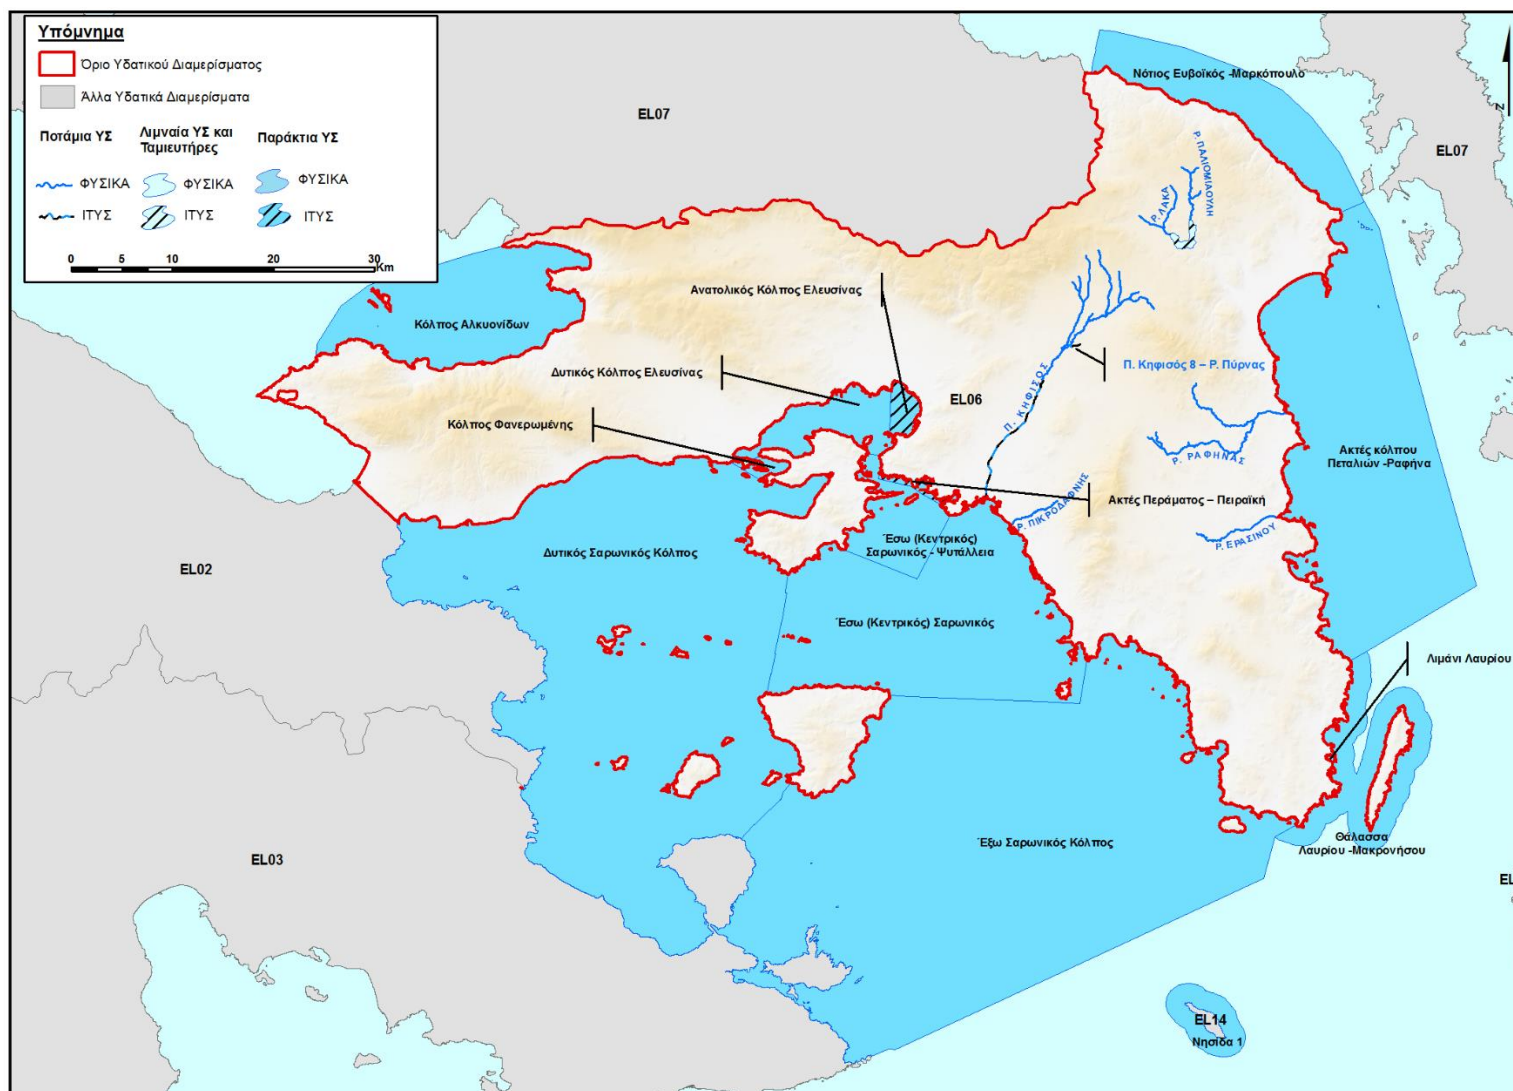 Υπόμνημα
Όριο Υδατικού Διαμερίσματος
Άλλα Υδατικά Διαμερίσματα
Ποτάμια ΥΣ
Λιμναία ΥΣ και
Ταμιευτήρες
Παράκτια ΥΣ
ΦΥΣΙΚΑ
ΦΥΣΙΚΑ
ΦΥΣΙΚΑ
ΙΤΥΣ
ΙΤΥΣ
ΙΤΥΣ
0 5 10 20 30
Km
N
EL07
Νότιος Ευβοϊκός -Μαρκόπουλο
EL07
Ρ. ΠΑΛΙΟΜΙΑΟΥΛΗ
Ρ. ΛΑΚΑ
Ανατολικός Κόλπος Ελευσίνας
Κόλπος Αλκυονίδων
Δυτικός Κόλπος Ελευσίνας
Π. Κηφισός 8 – Ρ. Πύρνας
Π. ΚΗΦΙΣΟΣ
EL06
Κόλπος Φανερωμένης
Ακτές κόλπου
Πεταλιών -Ραφήνα
Ρ. ΡΑΦΗΝΑΣ
Ακτές Περάματος – Πειραϊκή
Ρ. ΠΙΚΡΟΔΑΦΝΗΣ
Ρ. ΕΡΑΣΙΝΟΥ
Δυτικός Σαρωνικός Κόλπος
Έσω (Κεντρικός)
Σαρωνικός - Ψυτάλλεια
EL02
Έσω (Κεντρικός) Σαρωνικός
Λιμάνι Λαυρίου
Έξω Σαρωνικός Κόλπος
Θάλασσα
Λαυρίου -Μακρονήσου
EL03
EL
EL14
Νησίδα 1